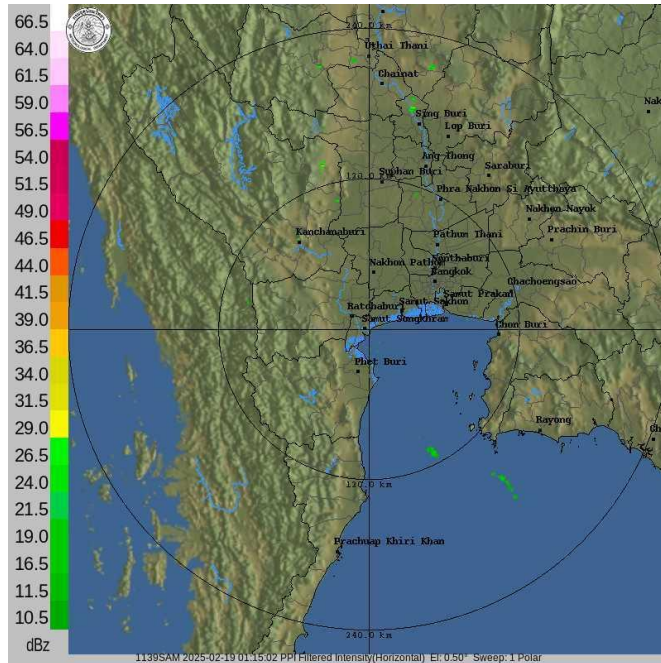 66.5
64.0
61.5
59.0
56.5
54.0
51.5
49.0
46.5
44.0
41.5
39.0
36.5
34.0
31.5
29.0
26.5
24.0
21.5
19.0
16.5
14.0
11.5
10.5
dBz
240.0 km
Uthai Thani
Chainat
Nak
Sing Buri
Lop Buri
Ang Thong
Saraburi
120.0 km
Suphan Buri
Phra Nakhon Si Ayutthaya
Nakhon Nayok
Kanchanaburi
Pathum Thani
Prachin Buri
Nonthaburi
Nakhon Pathom
Bangkok
Chachoengsao
Samut Prakan
Samut Sakhon
Ratchaburi
Samut Songkhram
Chon Buri
Phet Buri
Rayong
Ch
120.0 km
Prachuap Khiri Khan
240.0 km
1139SAM 2025-02-19 01:15:02 PPI Filtered Intensity(Horizontal) El: 0.50° Sweep: 1 Polar